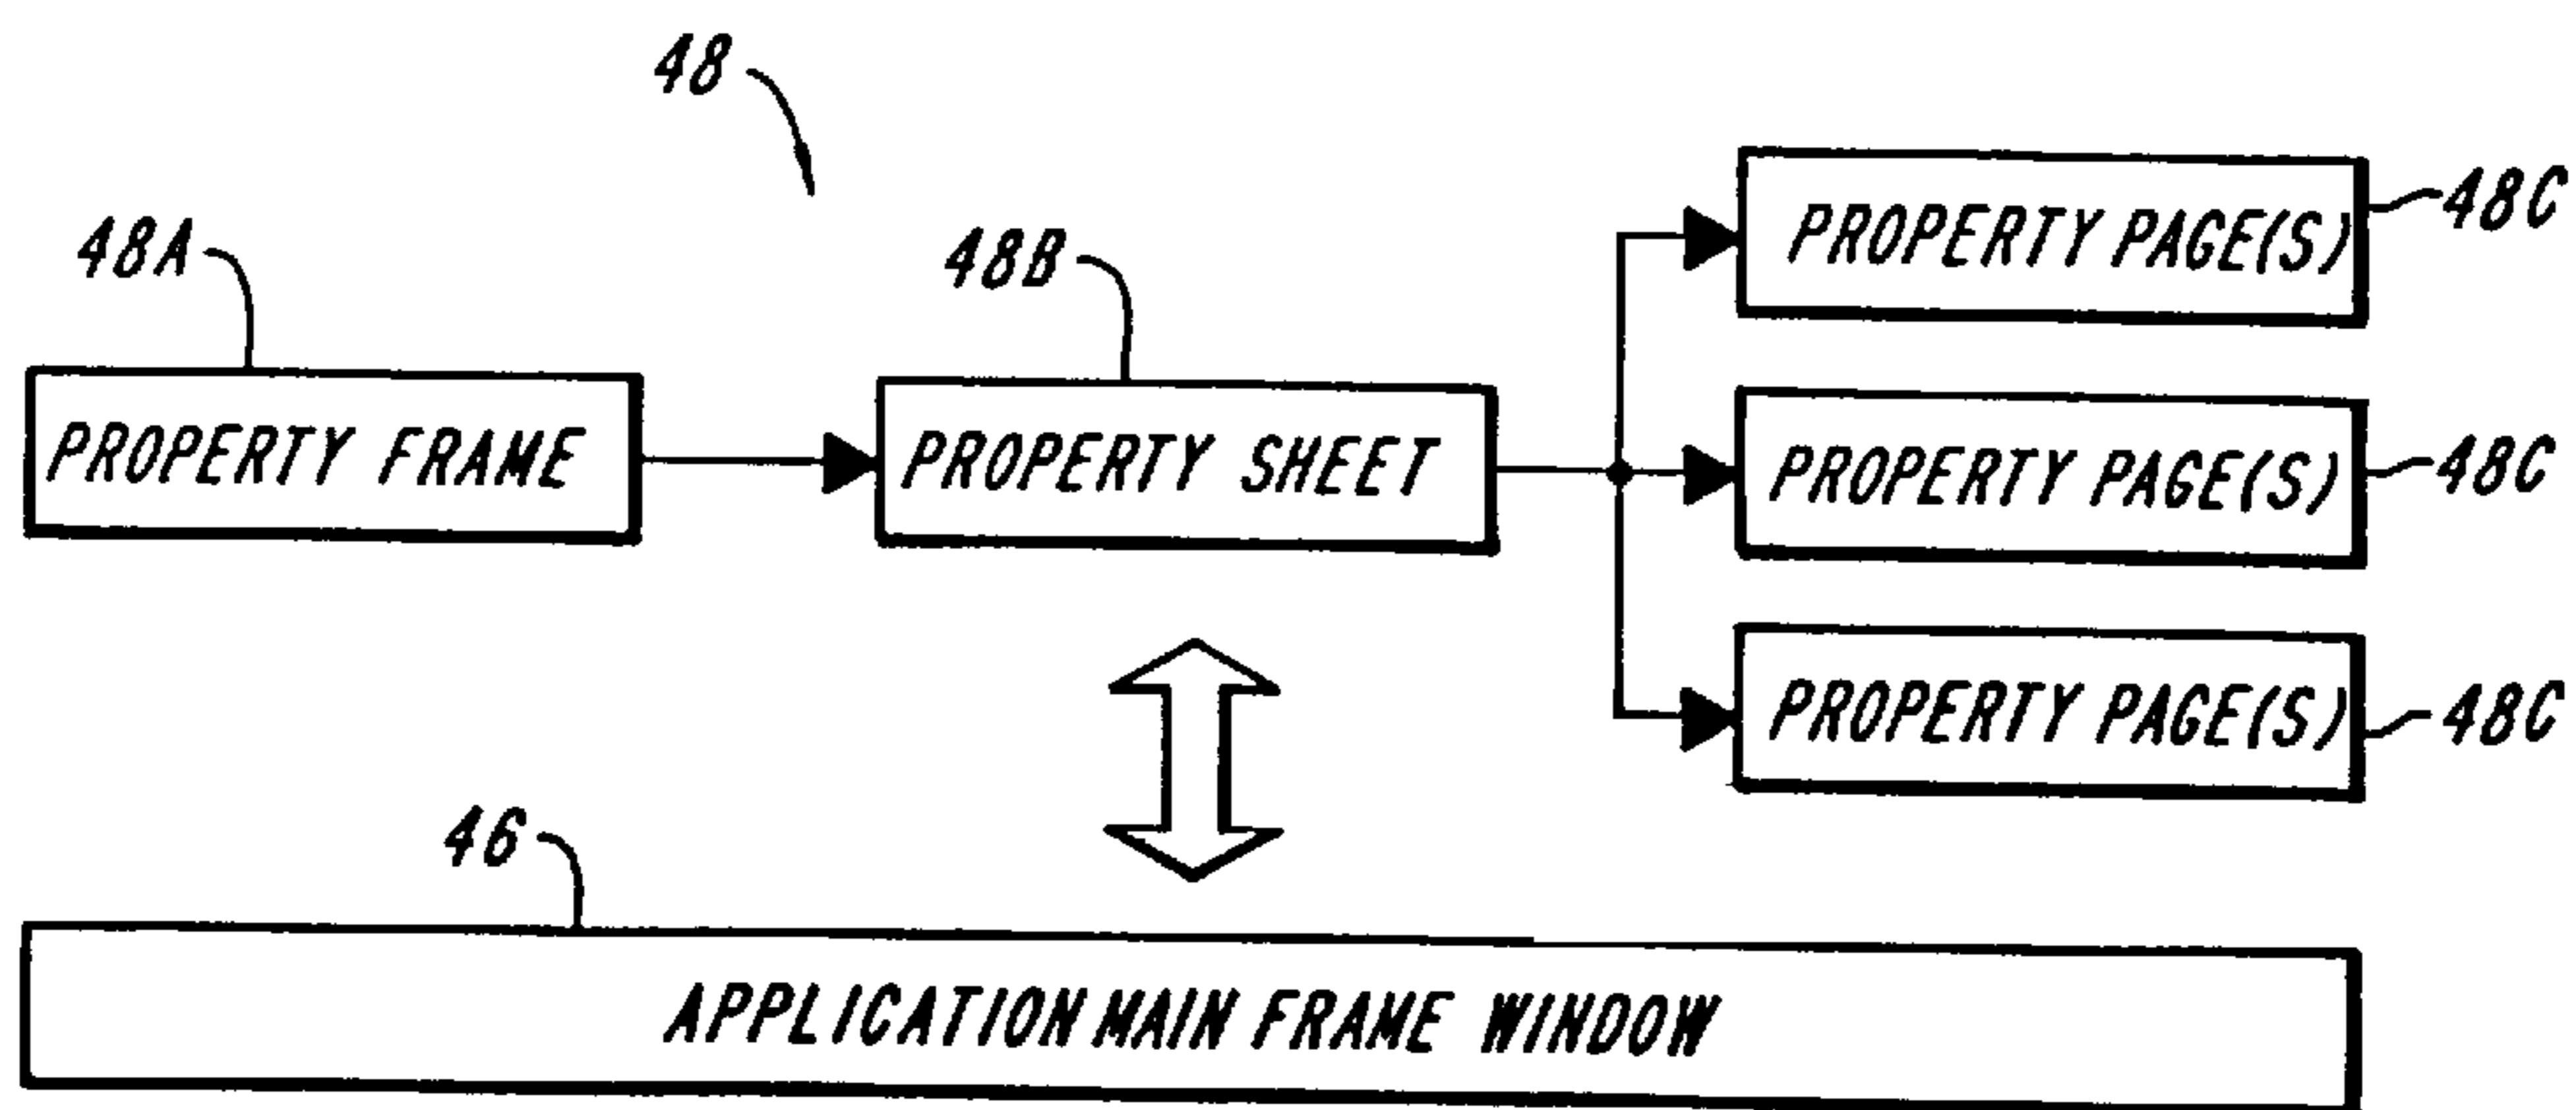 48
48A
48B
PROPERTY PAGE(S)
48C
PROPERTY FRAME
PROPERTY SHEET
PROPERTY PAGE(S)
48C
PROPERTY PAGE(S)
48C
46
APPLICATION MAIN FRAME WINDOW